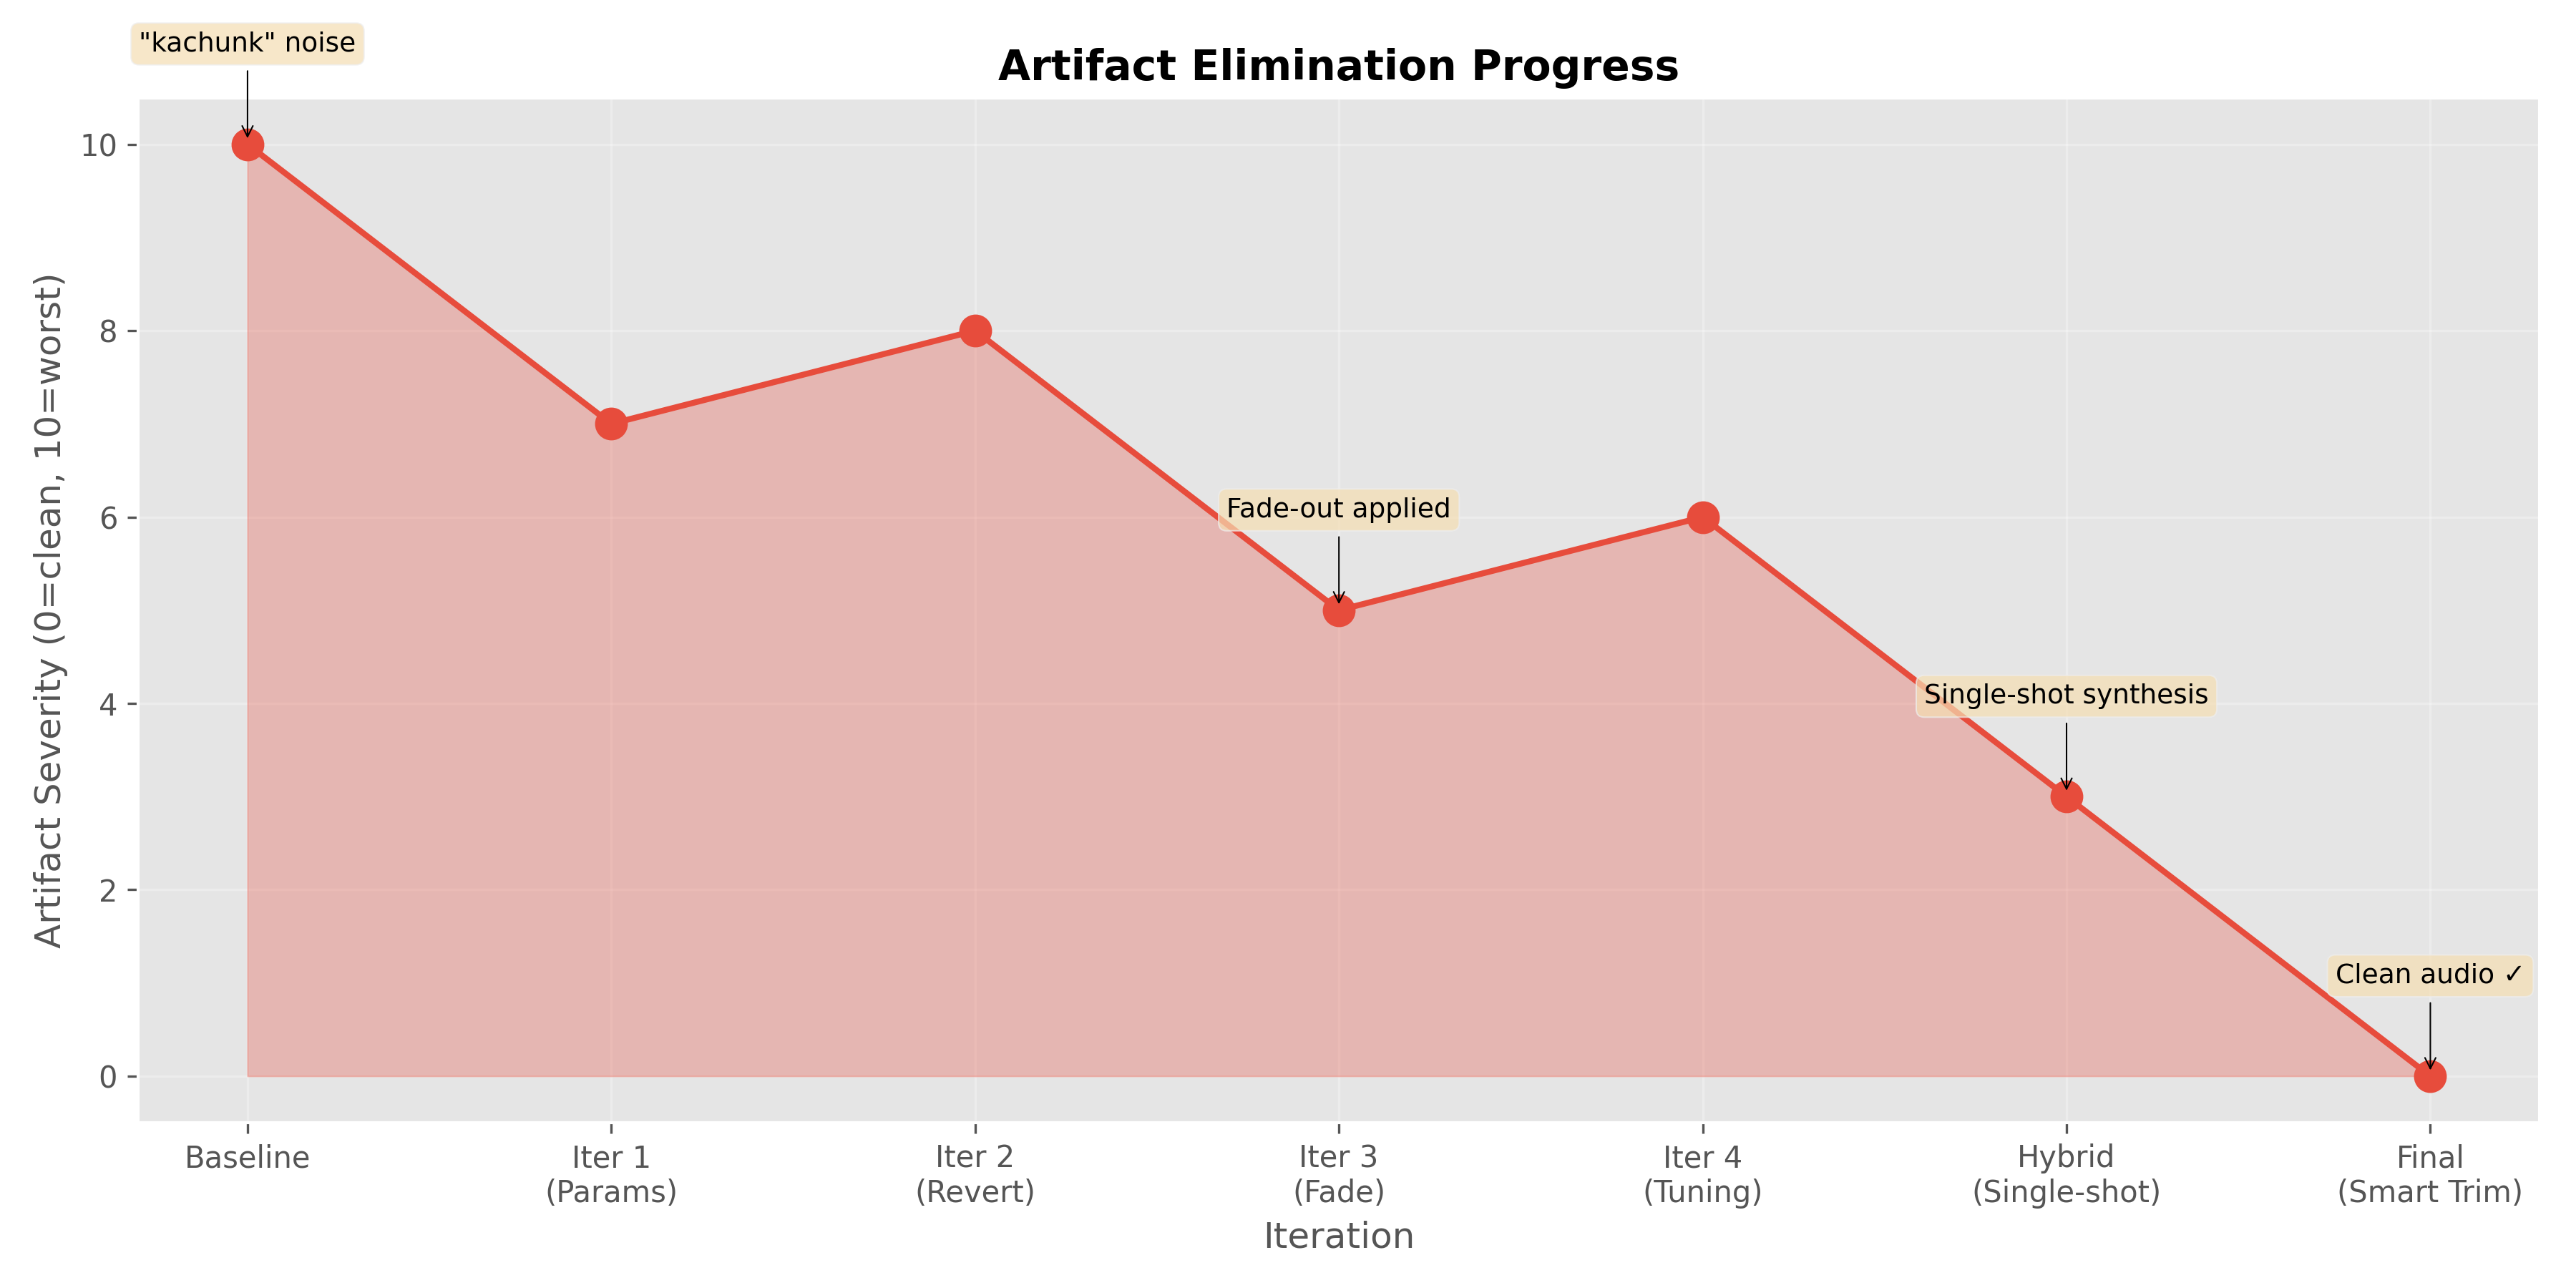 "kachunk" noise
Artifact Elimination Progress
Artifact Severity (0=clean, 10=worst)
10
8
6
4
2
0
Fade-out applied
Single-shot synthesis
Clean audio ✓
Baseline
Iter 1
(Params)
Iter 2
(Revert)
Iter 3
(Fade)
Iter 4
(Tuning)
Hybrid
(Single-shot)
Final
(Smart Trim)
Iteration